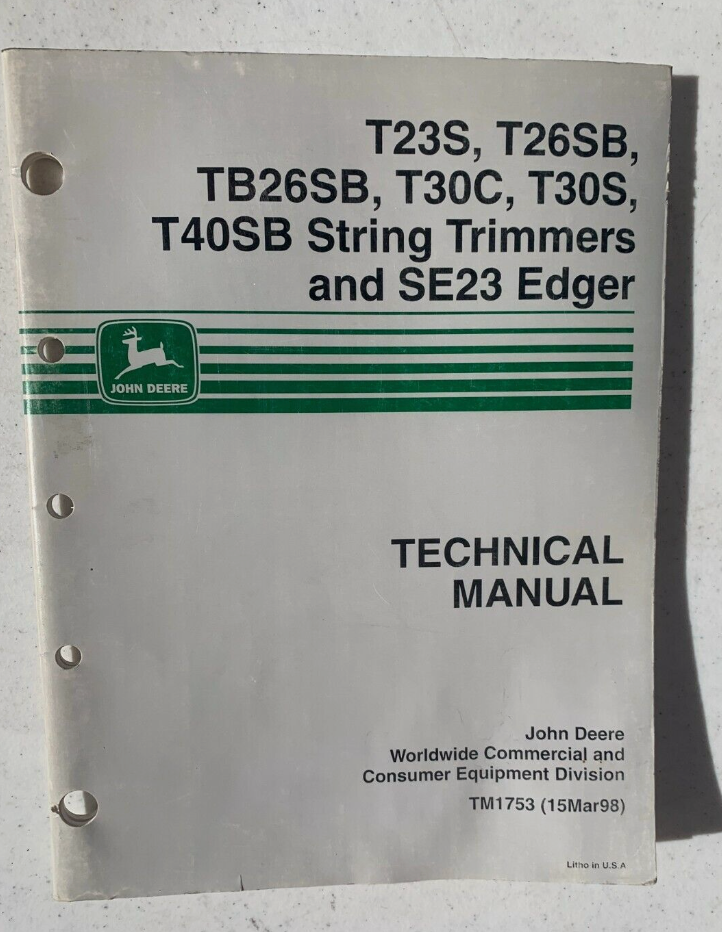 T23S, T26SB,
TB26SB, T30C, T30S,
T40SB String Trimmers
and SE23 Edger
JOHN DEERE
TECHNICAL
MANUAL
John Deere
Worldwide Commercial and
Consumer Equipment Division
TM1753 (15Mar98)
Litho in U.S.A